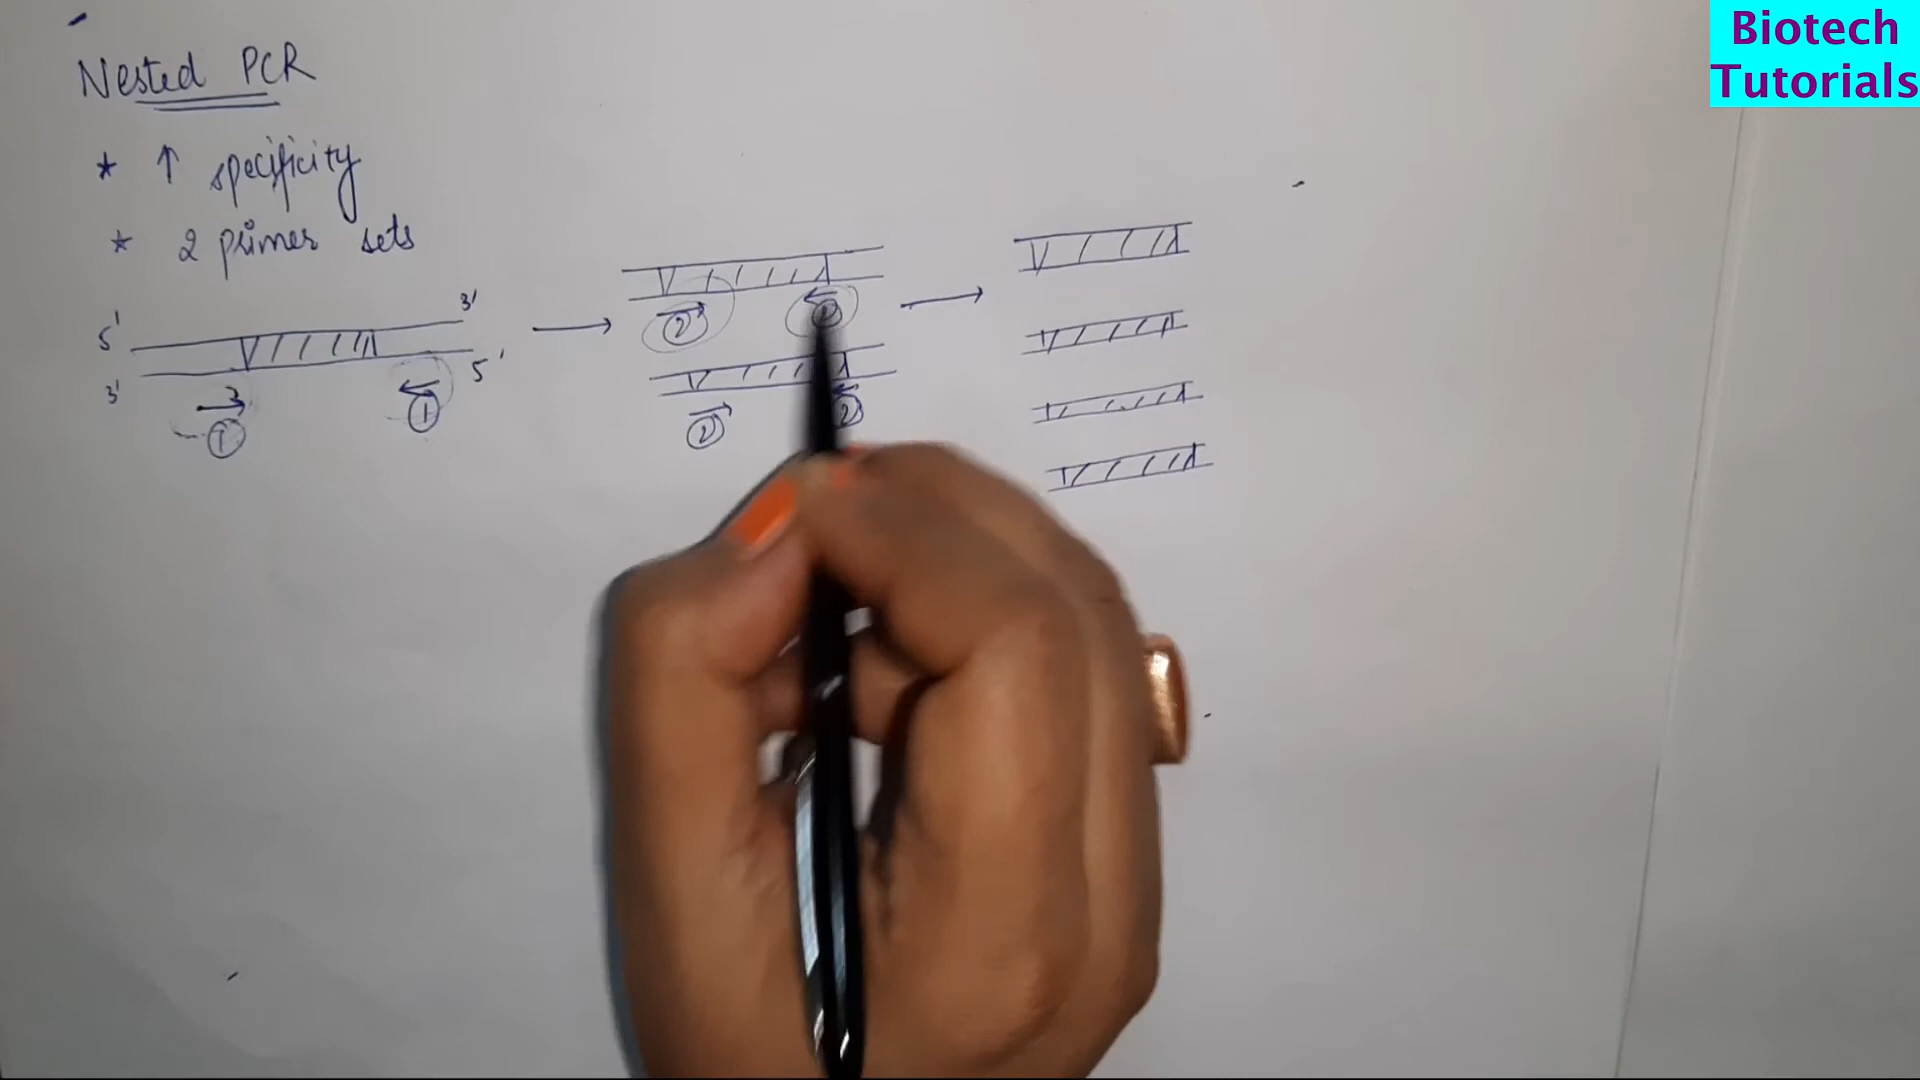 Biotech
Tutorials
Nested PCR
* ↑ specificity
* 2 primer sets
5' 3'
3' 5'
→ ①
← ①
→
→ ②
← ②
→ ②
← ②
→